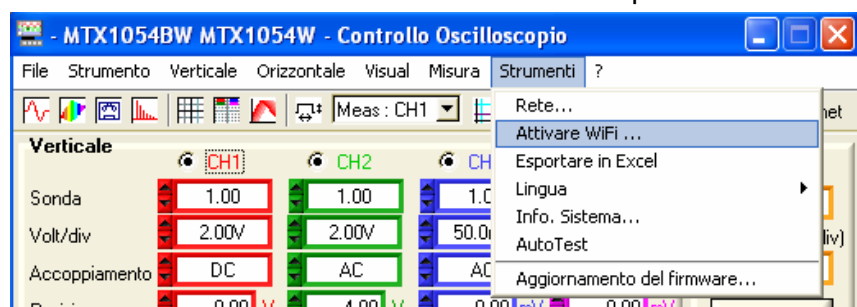 - MTX1054BW MTX1054W - Controllo Oscilloscopio
File Strumento Verticale Orizzontale Visual Misura Strumenti ?
Meas : CH1
Rete...
Attivare WiFi ...
Esportare in Excel
Lingua
Info. Sistema...
AutoTest
Aggiornamento del firmware...
Verticale
CH1 CH2 CH
Sonda 1.00 1.00
Volt/div 2.00V 2.00V
Accoppiamento DC AC